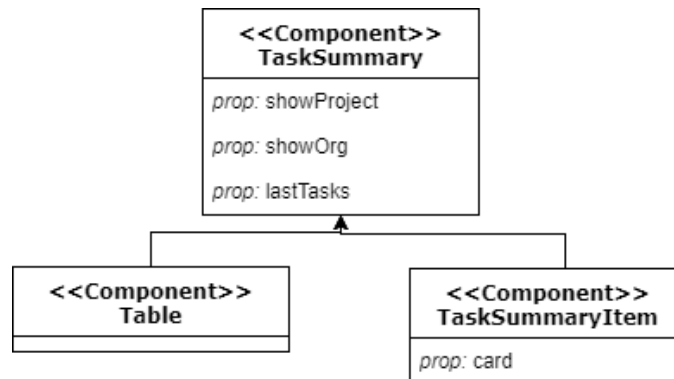 <<Component>>
TaskSummary
prop: showProject
prop: showOrg
prop: lastTasks
<<Component>>
Table
<<Component>>
TaskSummaryItem
prop: card